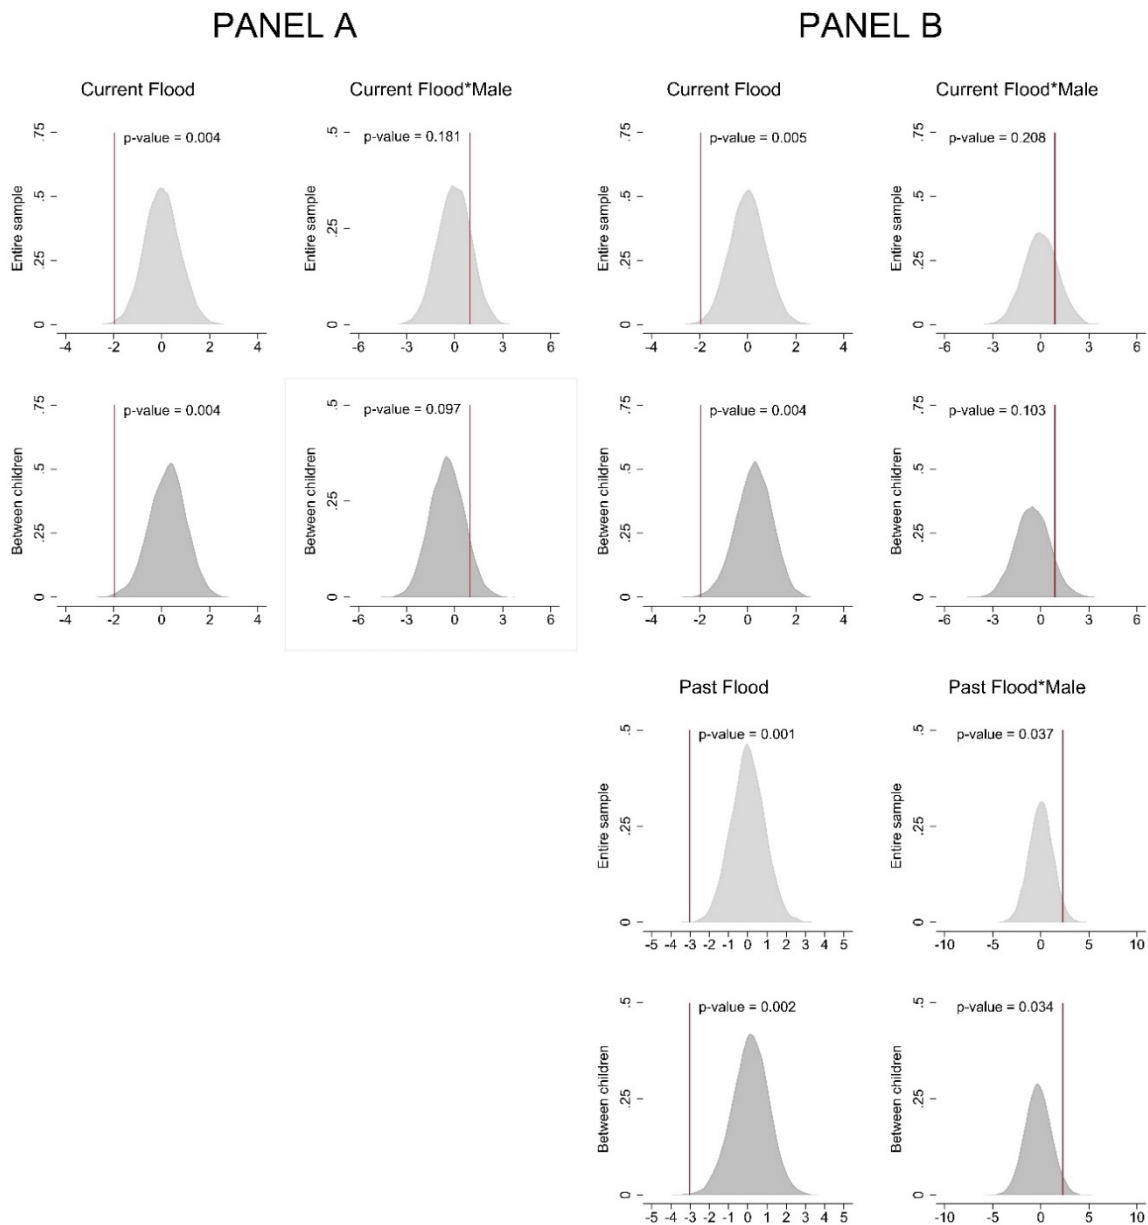 PANEL A PANEL B
Current Flood Current Flood*Male Current Flood Current Flood*Male
p-value = 0.004 p-value = 0.181 p-value = 0.005 p-value = 0.208
Entire sample Entire sample Entire sample Entire sample
0 .25 .5 .75 0 .25 .5 0 .25 .5 .75 0 .25 .5 .75
-4 -2 0 2 4 -6 -3 0 3 6 -4 -2 0 2 4 -6 -3 0 3 6
p-value = 0.004 p-value = 0.097 p-value = 0.004 p-value = 0.103
Between children Between children Between children Between children
0 .25 .5 .75 0 .25 .5 0 .25 .5 .75 0 .25 .5 .75
-4 -2 0 2 4 -6 -3 0 3 6 -4 -2 0 2 4 -6 -3 0 3 6
Past Flood Past Flood*Male
p-value = 0.001 p-value = 0.037
Entire sample Entire sample
0 .25 .5 0 .25 .5
-5 -4 -3 -2 -1 0 1 2 3 4 5 -10 -5 0 5 10
p-value = 0.002 p-value = 0.034
Between children Between children
0 .25 .5 0 .25 .5
-5 -4 -3 -2 -1 0 1 2 3 4 5 -10 -5 0 5 10